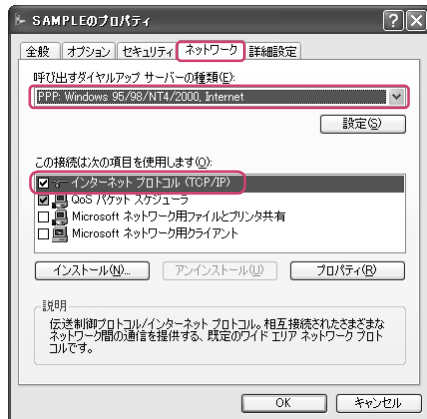 SAMPLEのプロパティ
全般 オプション セキュリティ ネットワーク 詳細設定
呼び出すダイヤルアップ サーバーの種類(E):
PPP: Windows 95/98/NT4/2000, Internet
設定(S)
この接続は次の項目を使用します(O):
インターネット プロトコル (TCP/IP)
QoS パケット スケジューラ
Microsoft ネットワーク用ファイルとプリンタ共有
Microsoft ネットワーク用クライアント
インストール(N)... アンインストール(U) プロパティ(R)
説明
伝送制御プロトコル/インターネット プロトコル。相互接続されたさまざまな
ネットワーク間の通信を提供する、既定のワイド エリア ネットワーク プロト
コルです。
OK キャンセル